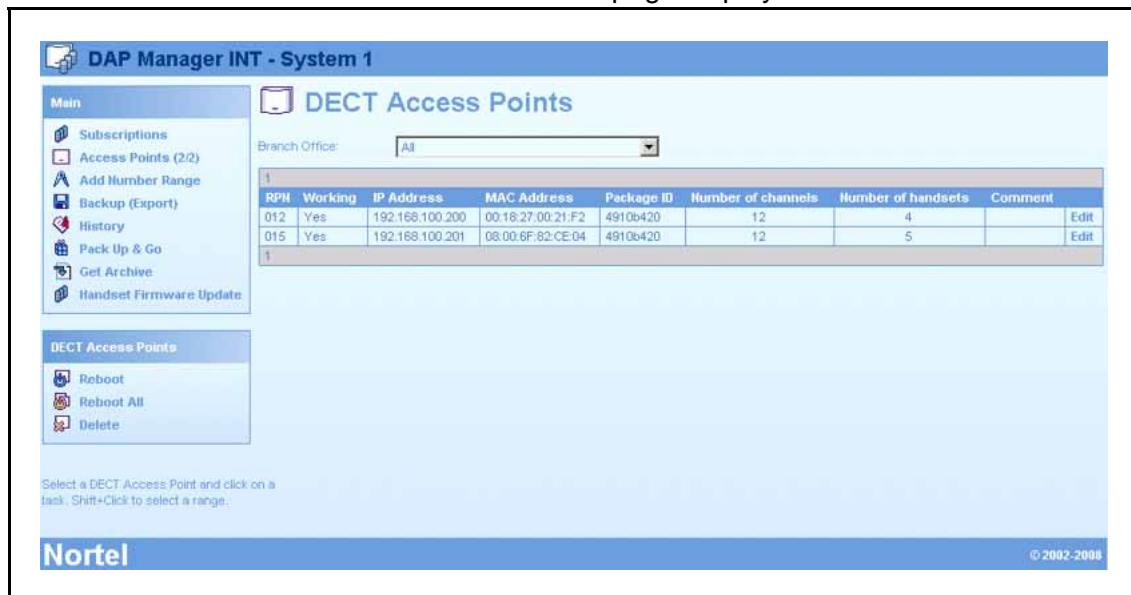 DAP Manager INT - System 1
Main
Subscriptions
Access Points (2/2)
Add Number Range
Backup (Export)
History
Pack Up & Go
Get Archive
Handset Firmware Update
DECT Access Points
Reboot
Reboot All
Delete
Select a DECT Access Point and click on a
task. Shift+Click to select a range.
DECT Access Points
Branch Office: All
1
RPN Working IP Address MAC Address Package ID Number of channels Number of handsets Comment
012 Yes 192.168.100.200 00:18:27:00:21:F2 4910b420 12 4 Edit
015 Yes 192.168.100.201 08:00:6F:82:CE:04 4910b420 12 5 Edit
1
Nortel © 2002-2008